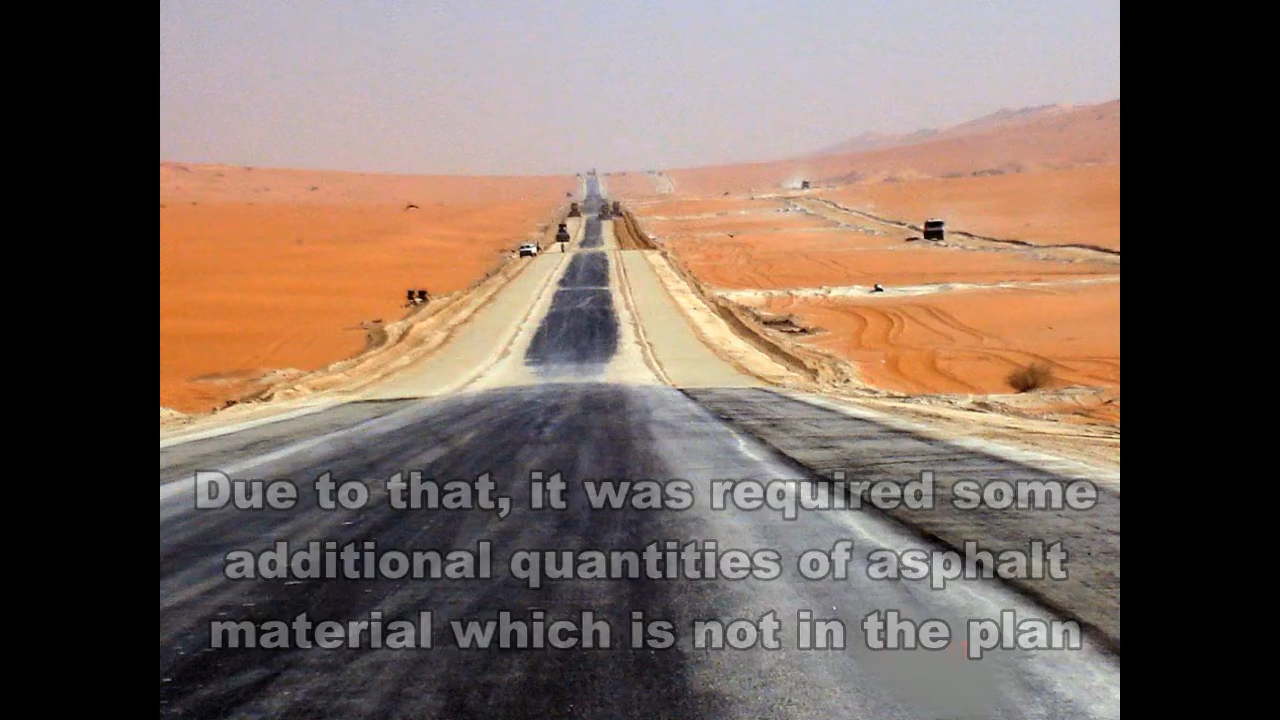 Due to that, it was required some
additional quantities of asphalt
material which is not in the plan